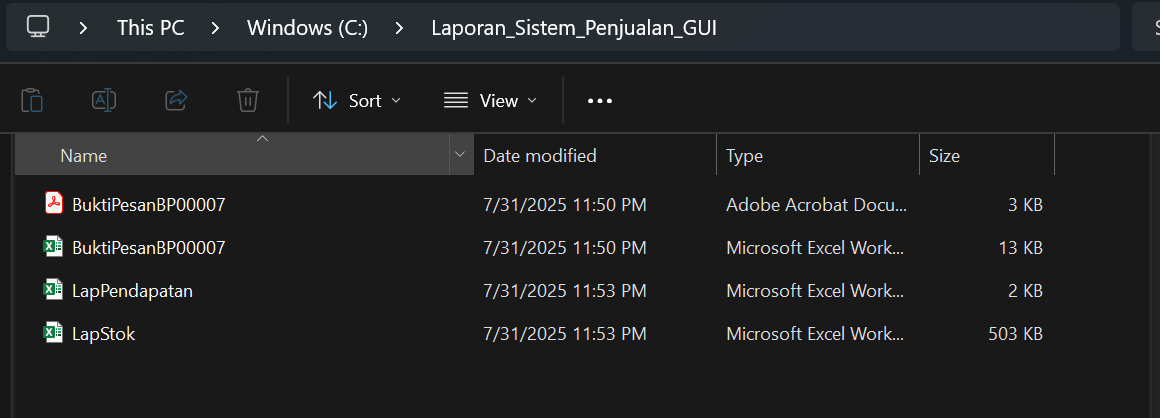 This PC > Windows (C:) > Laporan_Sistem_Penjualan_GUI
Sort View
Name Date modified Type Size
BuktiPesanBP00007 7/31/2025 11:50 PM Adobe Acrobat Docu... 3 KB
BuktiPesanBP00007 7/31/2025 11:50 PM Microsoft Excel Work... 13 KB
LapPendapatan 7/31/2025 11:53 PM Microsoft Excel Work... 2 KB
LapStok 7/31/2025 11:53 PM Microsoft Excel Work... 503 KB